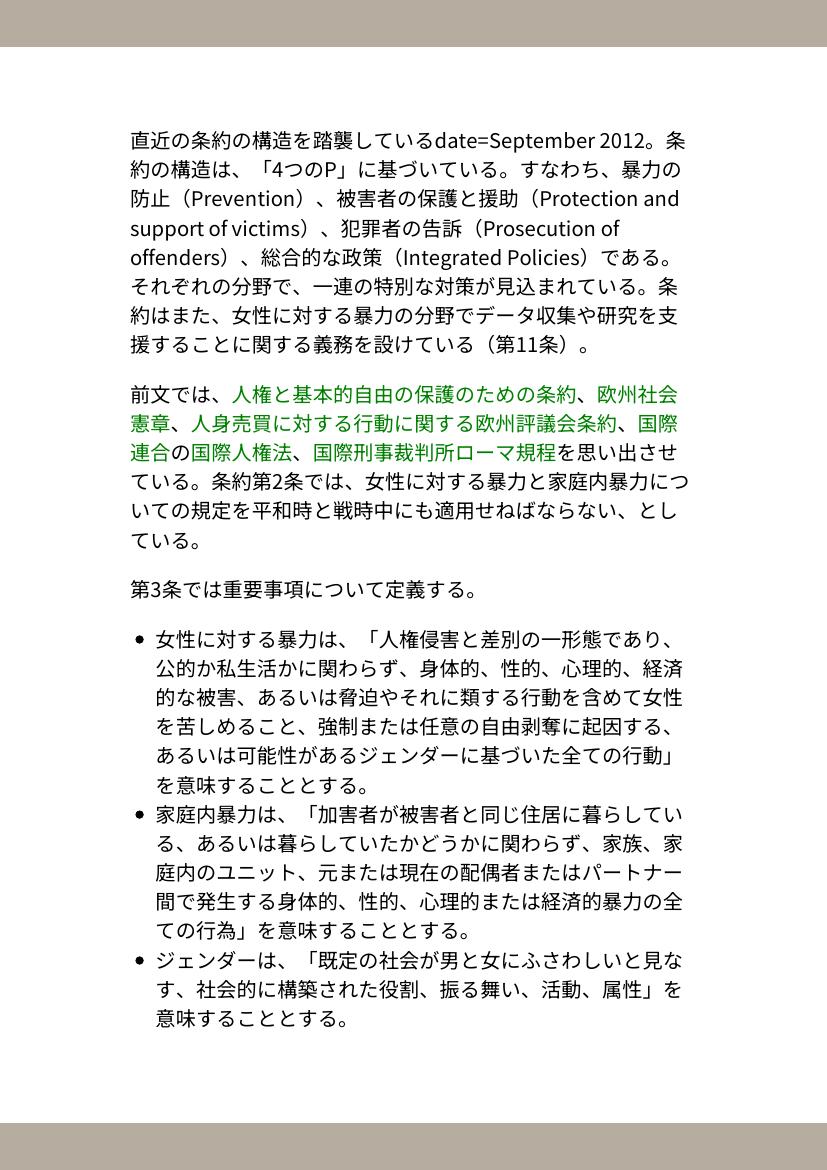 直近の条約の構造を踏襲しているdate=September 2012。条
約の構造は、「4つのP」に基づいている。すなわち、暴力の
防止（Prevention）、被害者の保護と援助（Protection and
support of victims）、犯罪者の告訴（Prosecution of
offenders）、総合的な政策（Integrated Policies）である。
それぞれの分野で、一連の特別な対策が見込まれている。条
約はまた、女性に対する暴力の分野でデータ収集や研究を支
援することに関する義務を設けている（第11条）。
前文では、人権と基本的自由の保護のための条約、欧州社会
憲章、人身売買に対する行動に関する欧州評議会条約、国際
連合の国際人権法、国際刑事裁判所ローマ規程を思い出させ
ている。条約第2条では、女性に対する暴力と家庭内暴力につ
いての規定を平和時と戦時中にも適用せねばならない、とし
ている。
第3条では重要事項について定義する。
• 女性に対する暴力は、「人権侵害と差別の一形態であり、
公的か私生活かに関わらず、身体的、性的、心理的、経済
的な被害、あるいは脅迫やそれに類する行動を含めて女性
を苦しめること、強制または任意の自由剥奪に起因する、
あるいは可能性があるジェンダーに基づいた全ての行動」
を意味することとする。
• 家庭内暴力は、「加害者が被害者と同じ住居に暮らしてい
る、あるいは暮らしていたかどうかに関わらず、家族、家
庭内のユニット、元または現在の配偶者またはパートナー
間で発生する身体的、性的、心理的または経済的暴力の全
ての行為」を意味することとする。
• ジェンダーは、「既定の社会が男と女にふさわしいと見な
す、社会的に構築された役割、振る舞い、活動、属性」を
意味することとする。